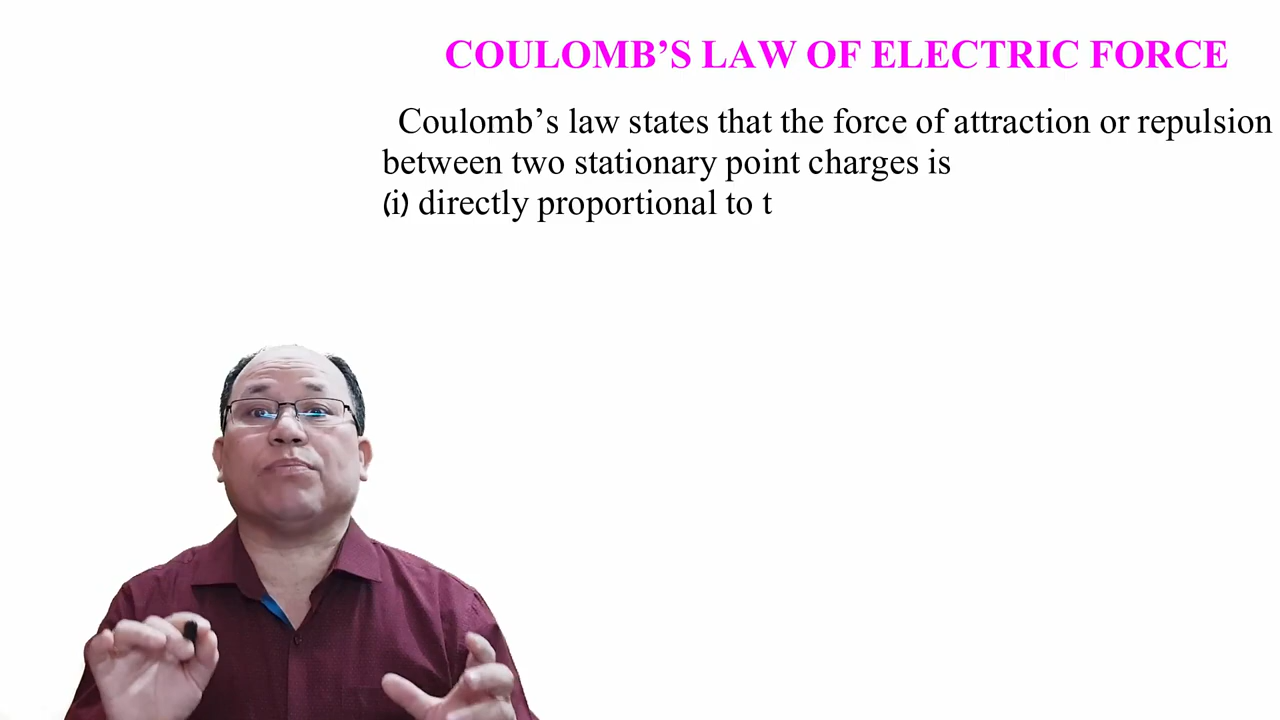 COULOMB’S LAW OF ELECTRIC FORCE
Coulomb’s law states that the force of attraction or repulsion
between two stationary point charges is
(i) directly proportional to t